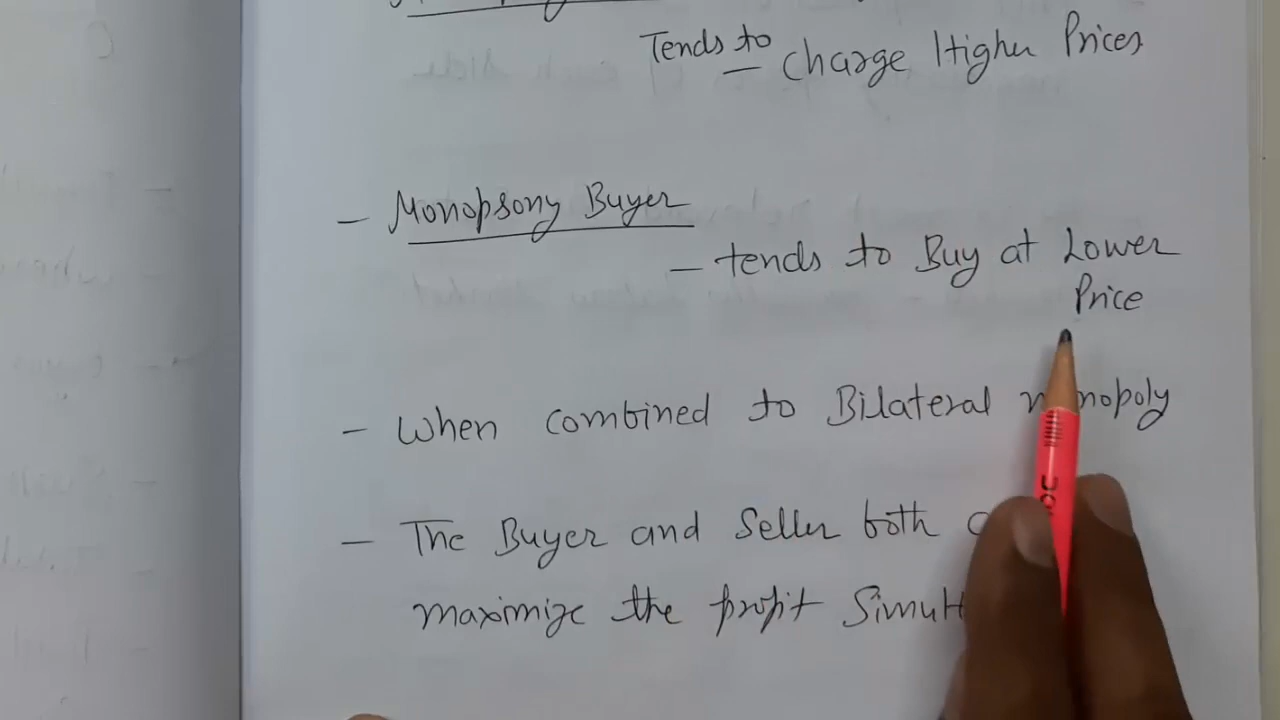 Tends to
— Charge Higher Prices
— Monopsony Buyer
— tends to Buy at Lower
Price
— When combined to Bilateral monopoly
— The Buyer and Seller both
maximize the profit